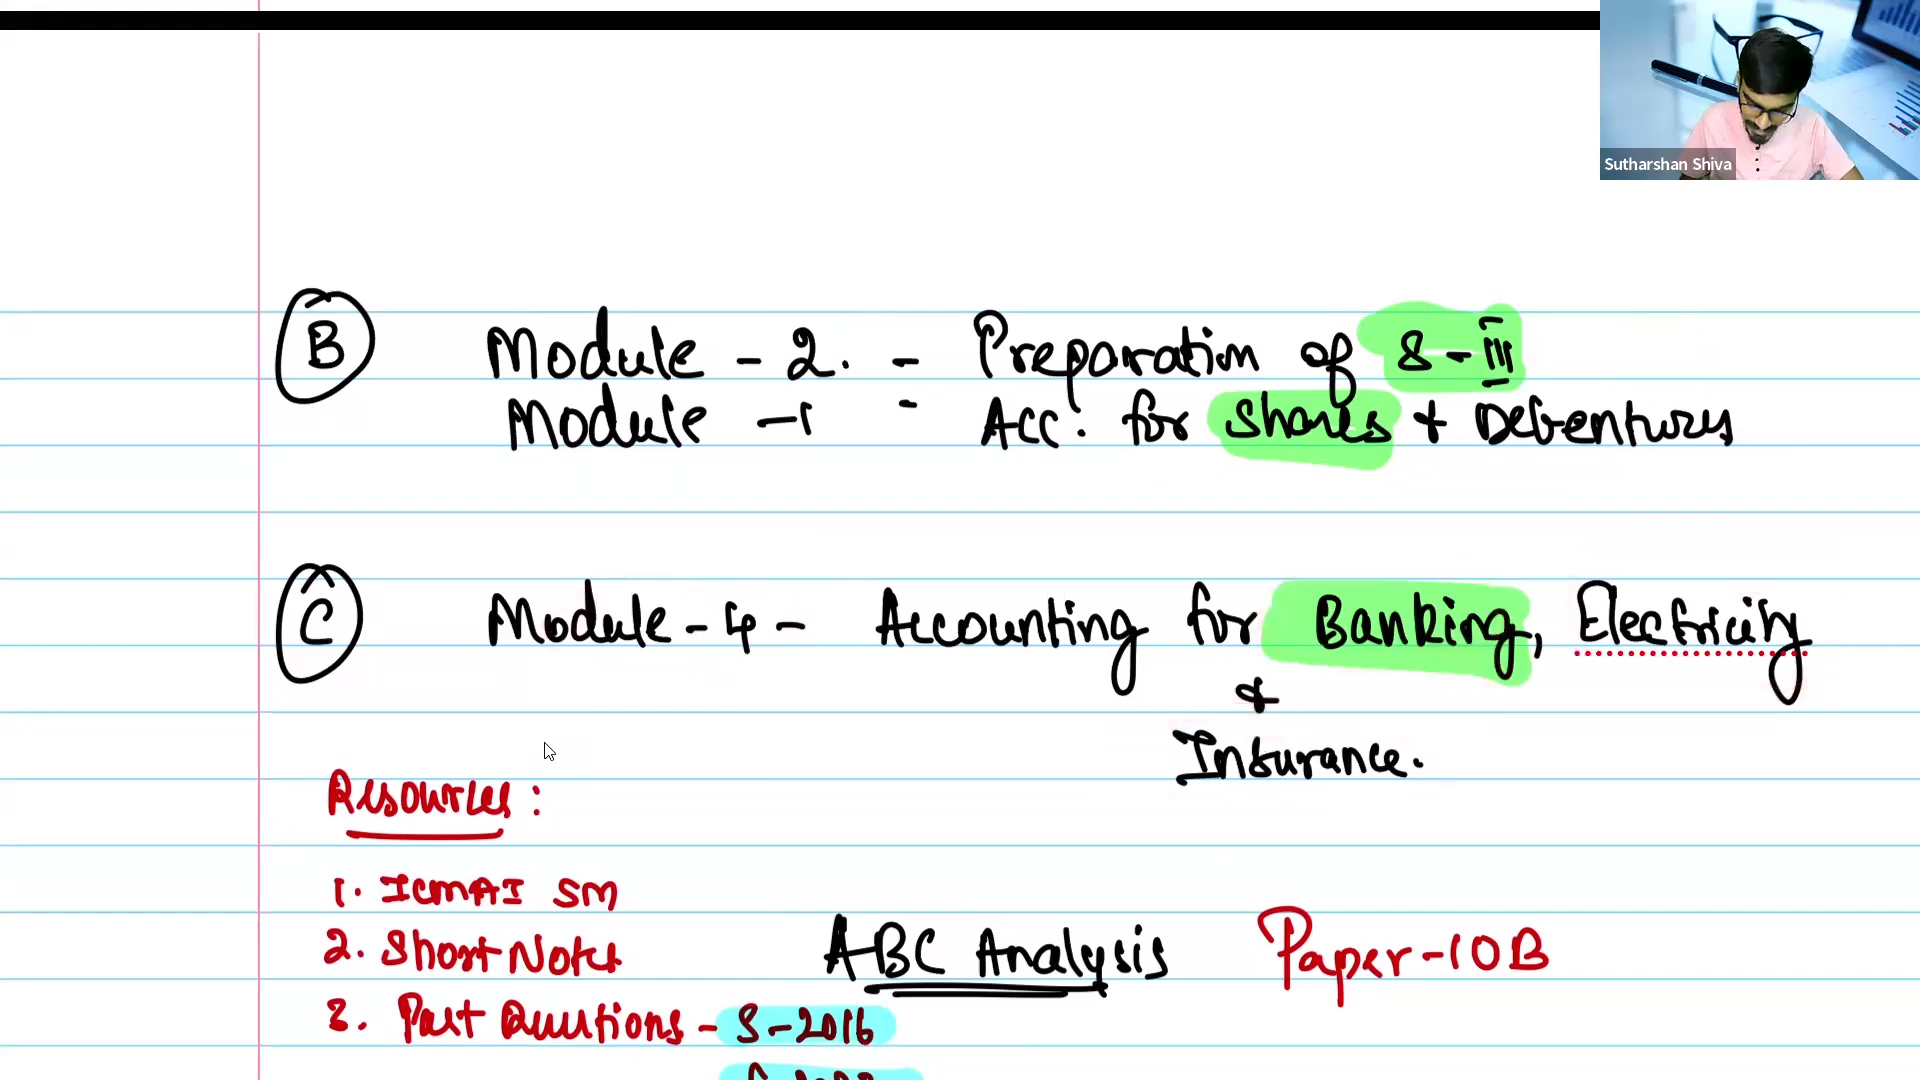 Sutharshan Shiva
B Module - 2. - Preparation of S - III
Module - 1 - Acc. for Shares & Debentures
C Module - 4 - Accounting for Banking, Electricity
&
Insurance.
Resources :
1. ICMAI SM
2. Short Notes
ABC Analysis Paper - 10B
3. Past Questions - S-2016